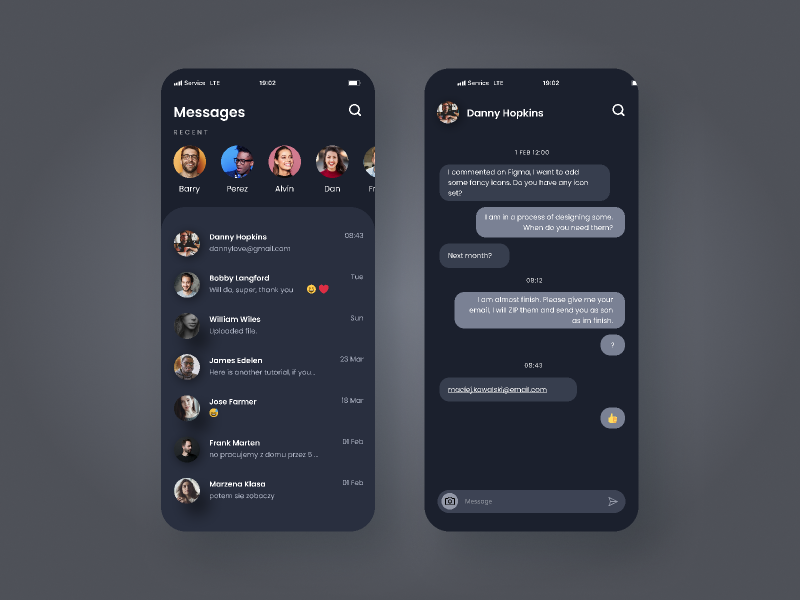 Service LTE 19:02
Messages
RECENT
Barry Perez Alvin Dan Fr
Danny Hopkins 08:43
dannylove@gmail.com
Bobby Langford Tue
Will do, super, thank you 😀 ❤️
William Wiles Sun
Uploaded file.
James Edelen 23 Mar
Here is another tutorial, if you...
Jose Farmer 18 Mar
😅
Frank Marten 01 Feb
no pracujemy z domu przez 5 ...
Marzena Klasa 01 Feb
potem sie zobaczy
Service LTE 19:02
Danny Hopkins
1 FEB 12:00
I commented on Figma, I want to add
some fancy icons. Do you have any icon
set?
I am in a process of designing some.
When do you need them?
Next month?
08:12
I am almost finish. Please give me your
email, I will ZIP them and send you as son
as im finish.
?
08:43
maciej.kowalski@email.com
👍
Message